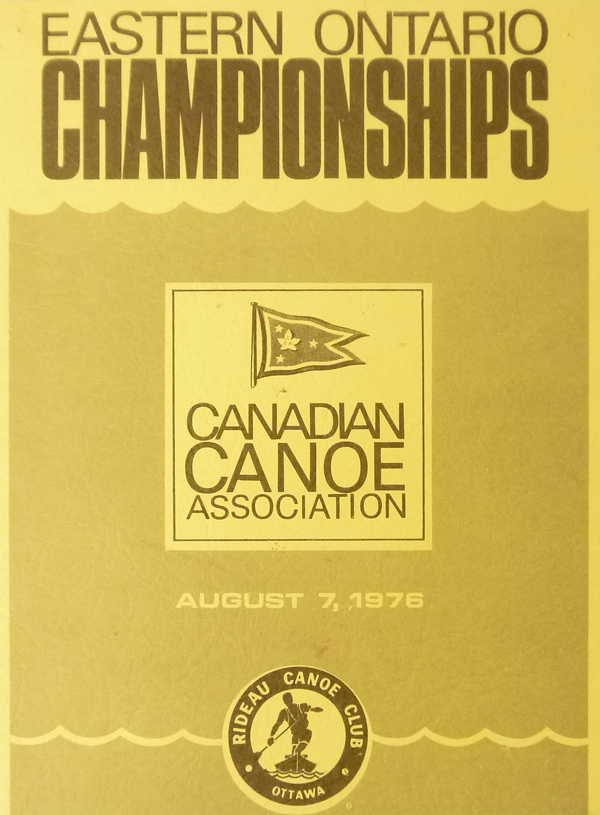 EASTERN ONTARIO
CHAMPIONSHIPS
CANADIAN
CANOE
ASSOCIATION
AUGUST 7, 1976
RIDEAU CANOE CLUB
OTTAWA